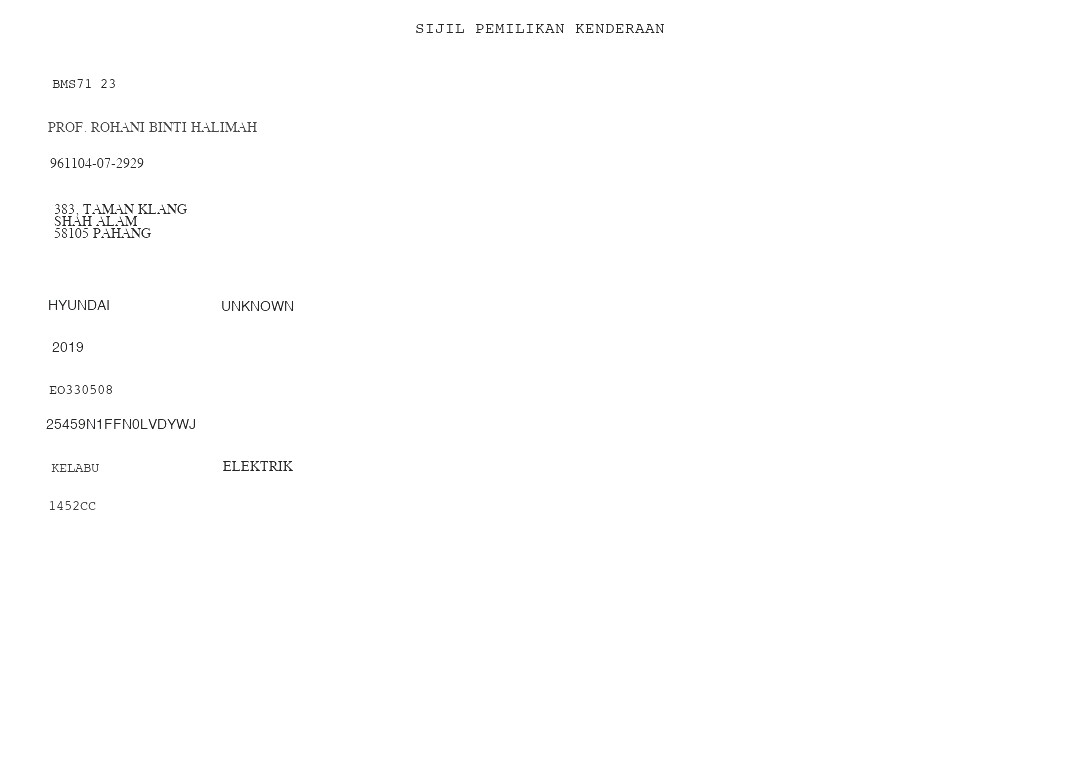 SIJIL PEMILIKAN KENDERAAN
BMS71 23
PROF. ROHANI BINTI HALIMAH
961104-07-2929
383, TAMAN KLANG
SHAH ALAM
58105 PAHANG
HYUNDAI UNKNOWN
2019
EO330508
25459N1FFN0LVDYWJ
KELABU ELEKTRIK
1452CC